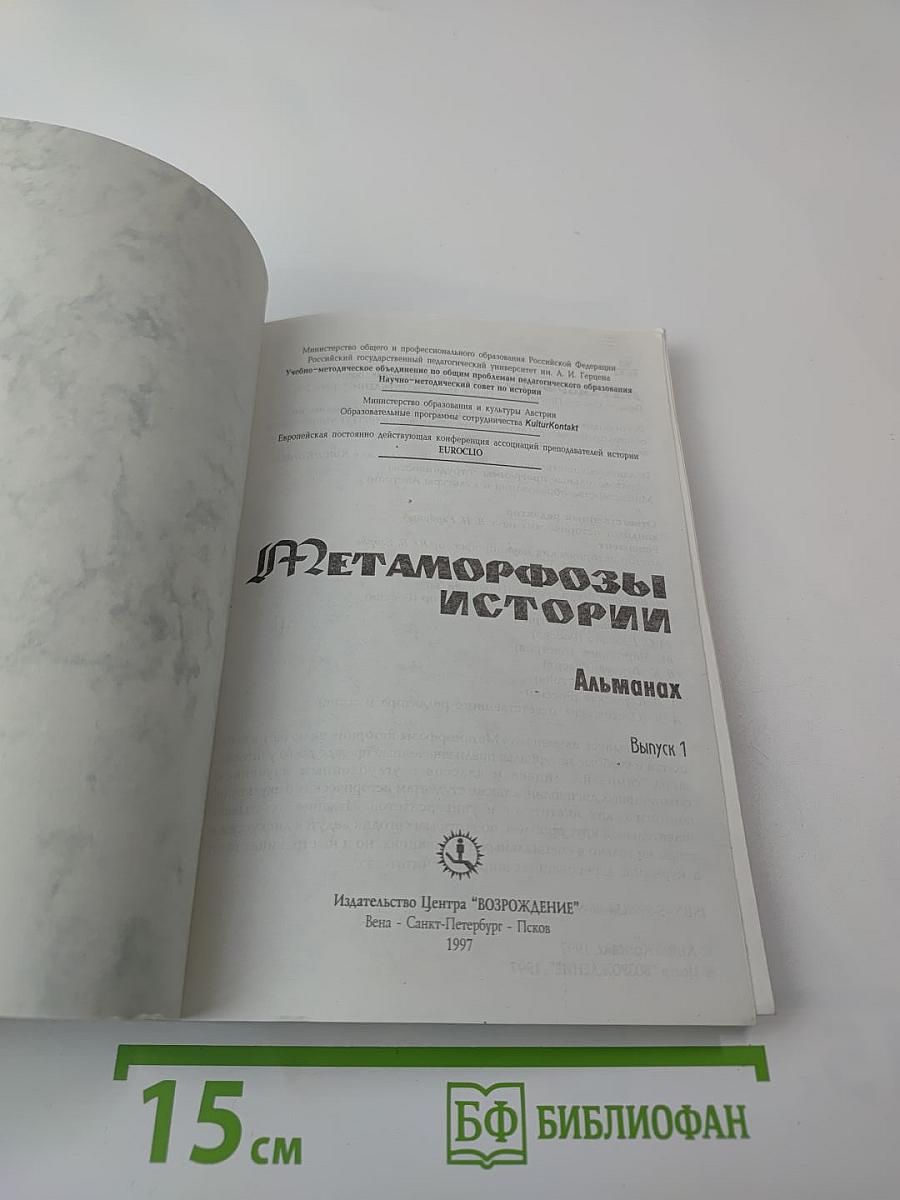 Министерство общего и профессионального образования Российской Федерации
Российский государственный педагогический университет им. А. И. Герцена
Учебно-методическое объединение по общим проблемам педагогического образования
Научно-методический совет по истории
Министерство образования и культуры Австрии
Образовательные программы сотрудничества KulturKontakt
Европейская постоянно действующая конференция ассоциаций преподавателей истории
EUROCLIO
МЕТАМОРФОЗЫ
ИСТОРИИ
Альманах
Выпуск 1
Издательство Центра "ВОЗРОЖДЕНИЕ"
Вена - Санкт-Петербург - Псков
1997
15 см
БФ БИБЛИОФАН